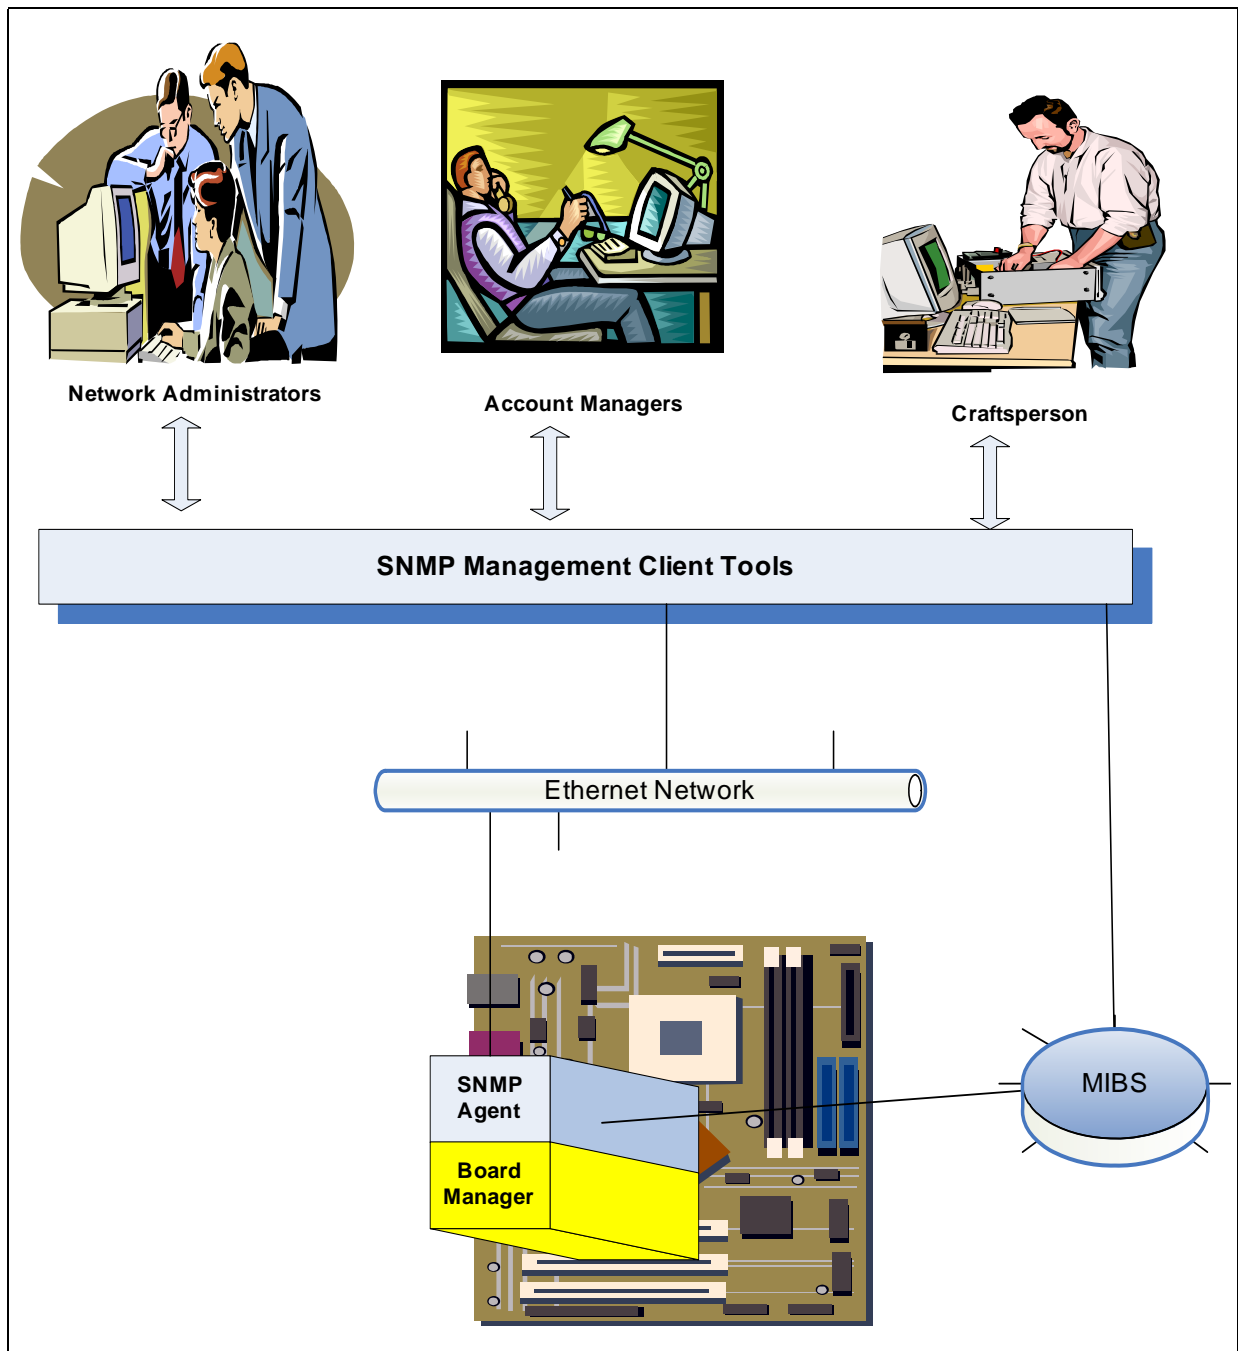 Network Administrators
Account Managers
Craftsperson
SNMP Management Client Tools
Ethernet Network
SNMP
Agent
Board
Manager
MIBS